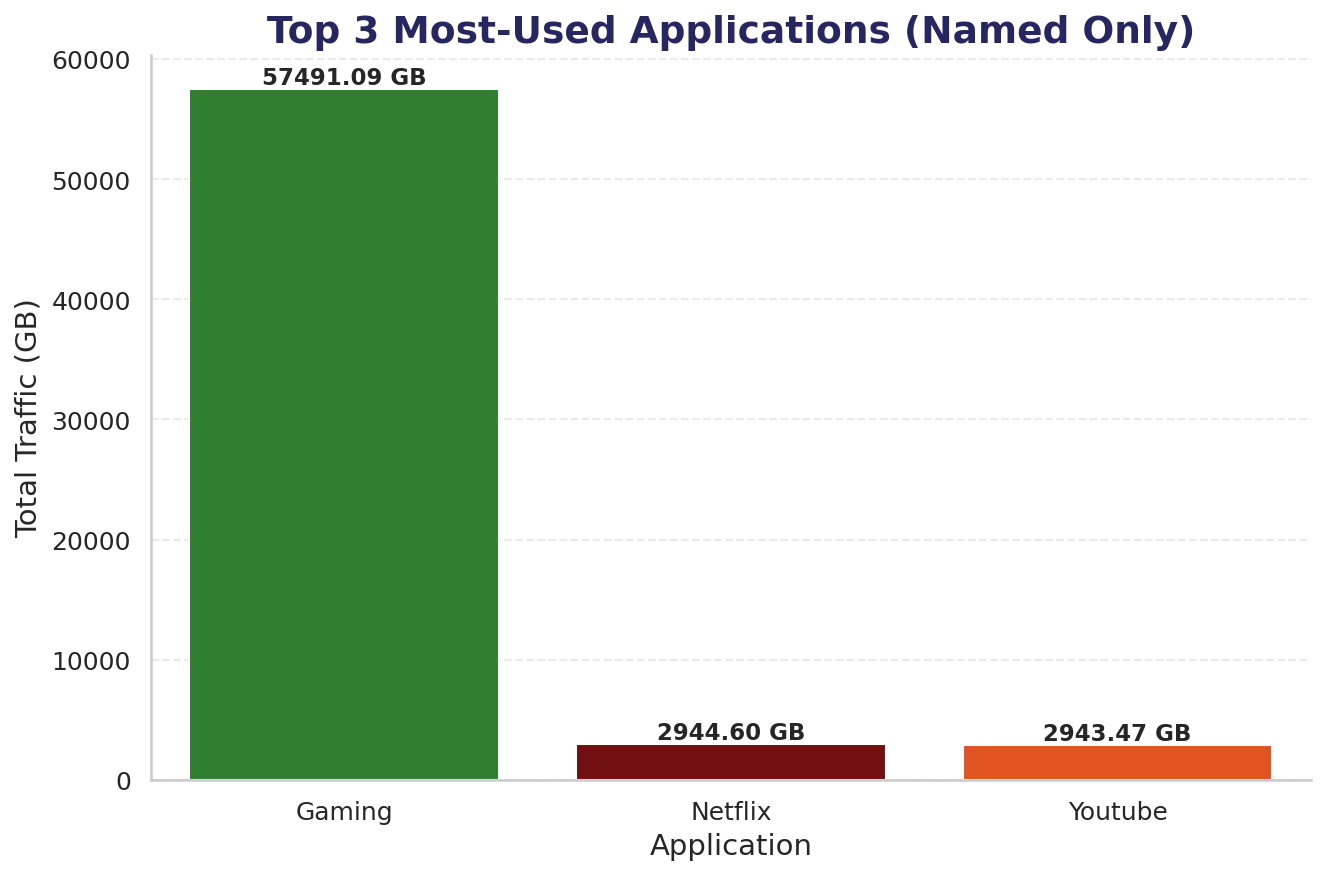 Top 3 Most-Used Applications (Named Only)
60000
57491.09 GB
50000
40000
30000
20000
10000
0
Total Traffic (GB)
2944.60 GB
2943.47 GB
Gaming
Netflix
Youtube
Application